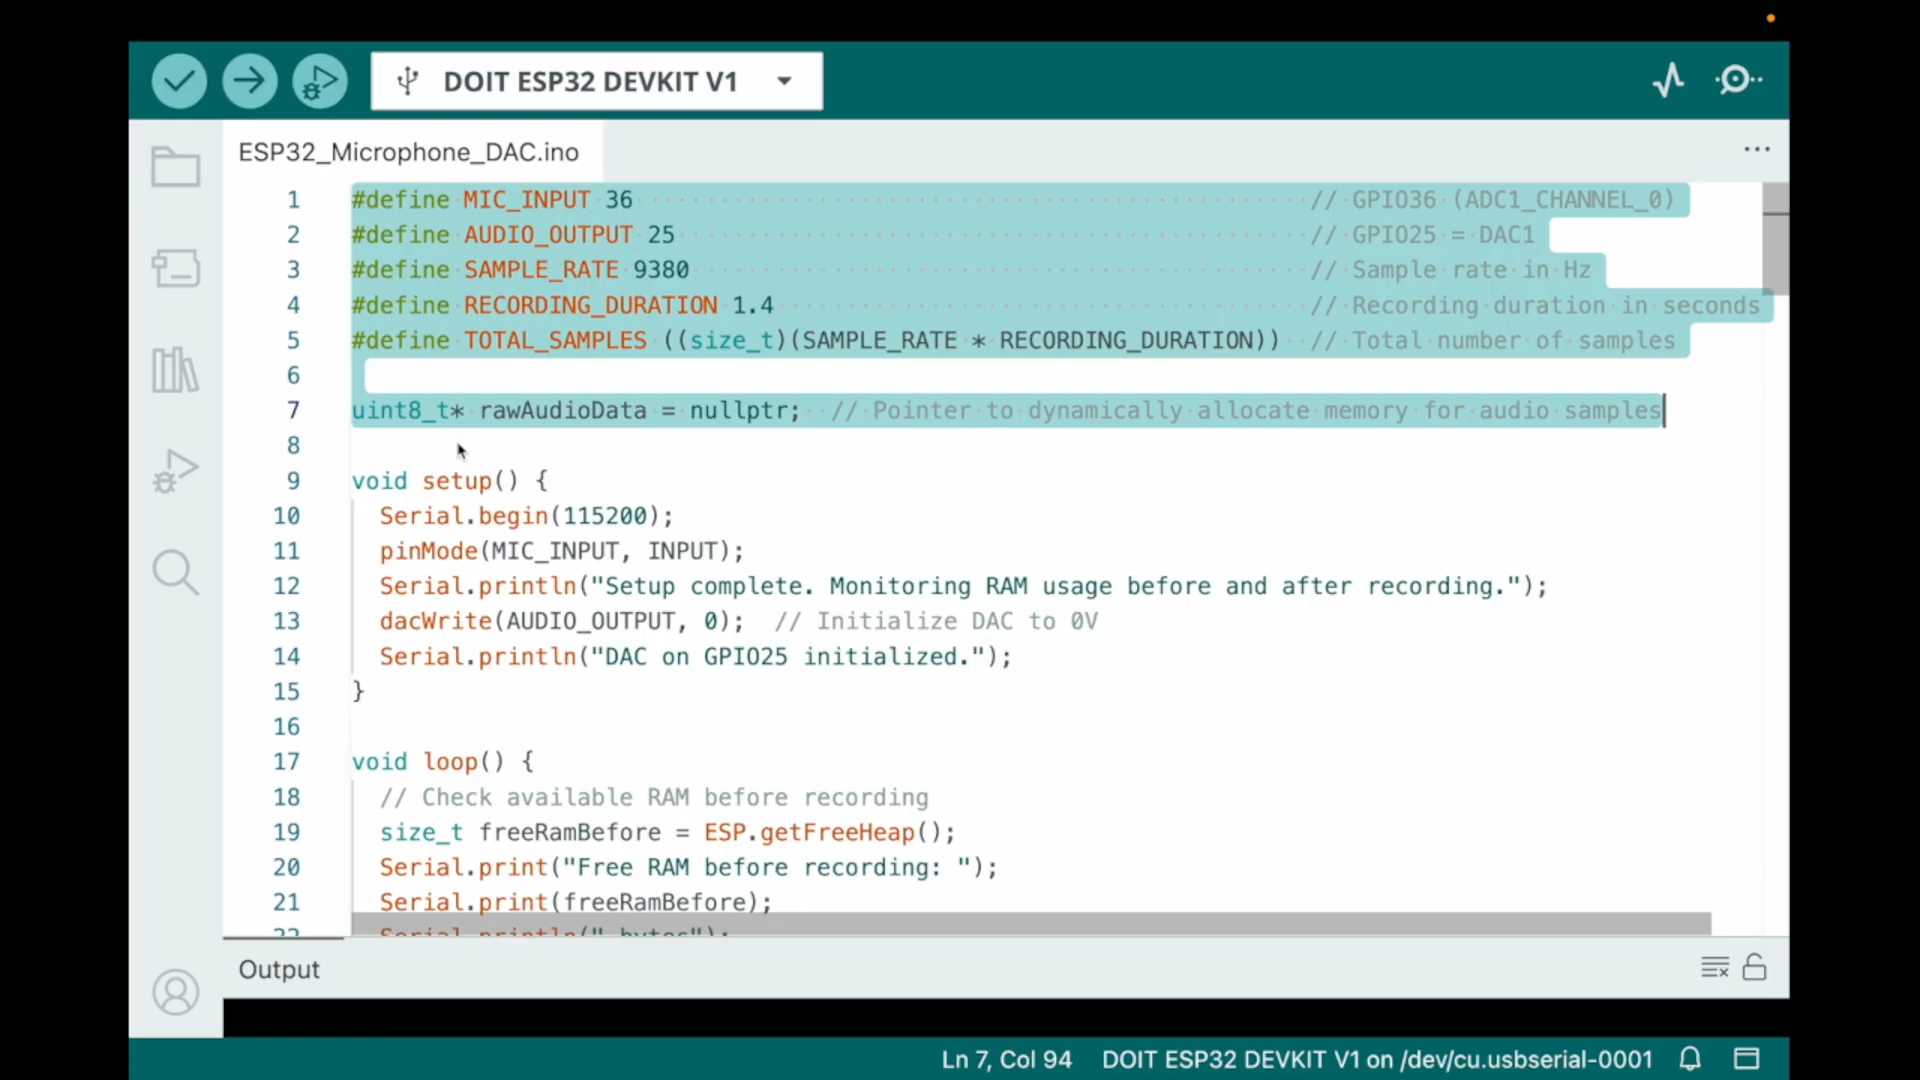 DOIT ESP32 DEVKIT V1
ESP32_Microphone_DAC.ino
1 #define MIC_INPUT 36 // GPIO36 (ADC1_CHANNEL_0)
2 #define AUDIO_OUTPUT 25 // GPIO25 = DAC1
3 #define SAMPLE_RATE 9380 // Sample rate in Hz
4 #define RECORDING_DURATION 1.4 // Recording duration in seconds
5 #define TOTAL_SAMPLES ((size_t)(SAMPLE_RATE * RECORDING_DURATION)) // Total number of samples
6
7 uint8_t* rawAudioData = nullptr; // Pointer to dynamically allocate memory for audio samples
8
9 void setup() {
10 Serial.begin(115200);
11 pinMode(MIC_INPUT, INPUT);
12 Serial.println("Setup complete. Monitoring RAM usage before and after recording.");
13 dacWrite(AUDIO_OUTPUT, 0); // Initialize DAC to 0V
14 Serial.println("DAC on GPIO25 initialized.");
15 }
16
17 void loop() {
18 // Check available RAM before recording
19 size_t freeRamBefore = ESP.getFreeHeap();
20 Serial.print("Free RAM before recording: ");
21 Serial.print(freeRamBefore);
22 Serial.println(" bytes");
Output
Ln 7, Col 94 DOIT ESP32 DEVKIT V1 on /dev/cu.usbserial-0001